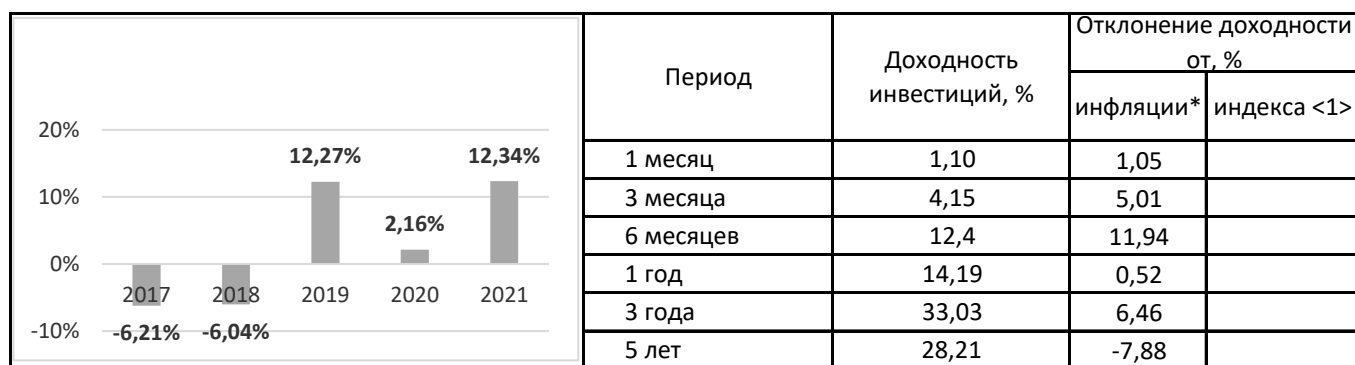 20%
10%
0%
-10%
12,27%
12,34%
2,16%
2017 2018 2019 2020 2021
-6,21% -6,04%
Период Доходность инвестиций, % Отклонение доходности от, %
инфляции* индекса <1>
1 месяц 1,10 1,05
3 месяца 4,15 5,01
6 месяцев 12,4 11,94
1 год 14,19 0,52
3 года 33,03 6,46
5 лет 28,21 -7,88